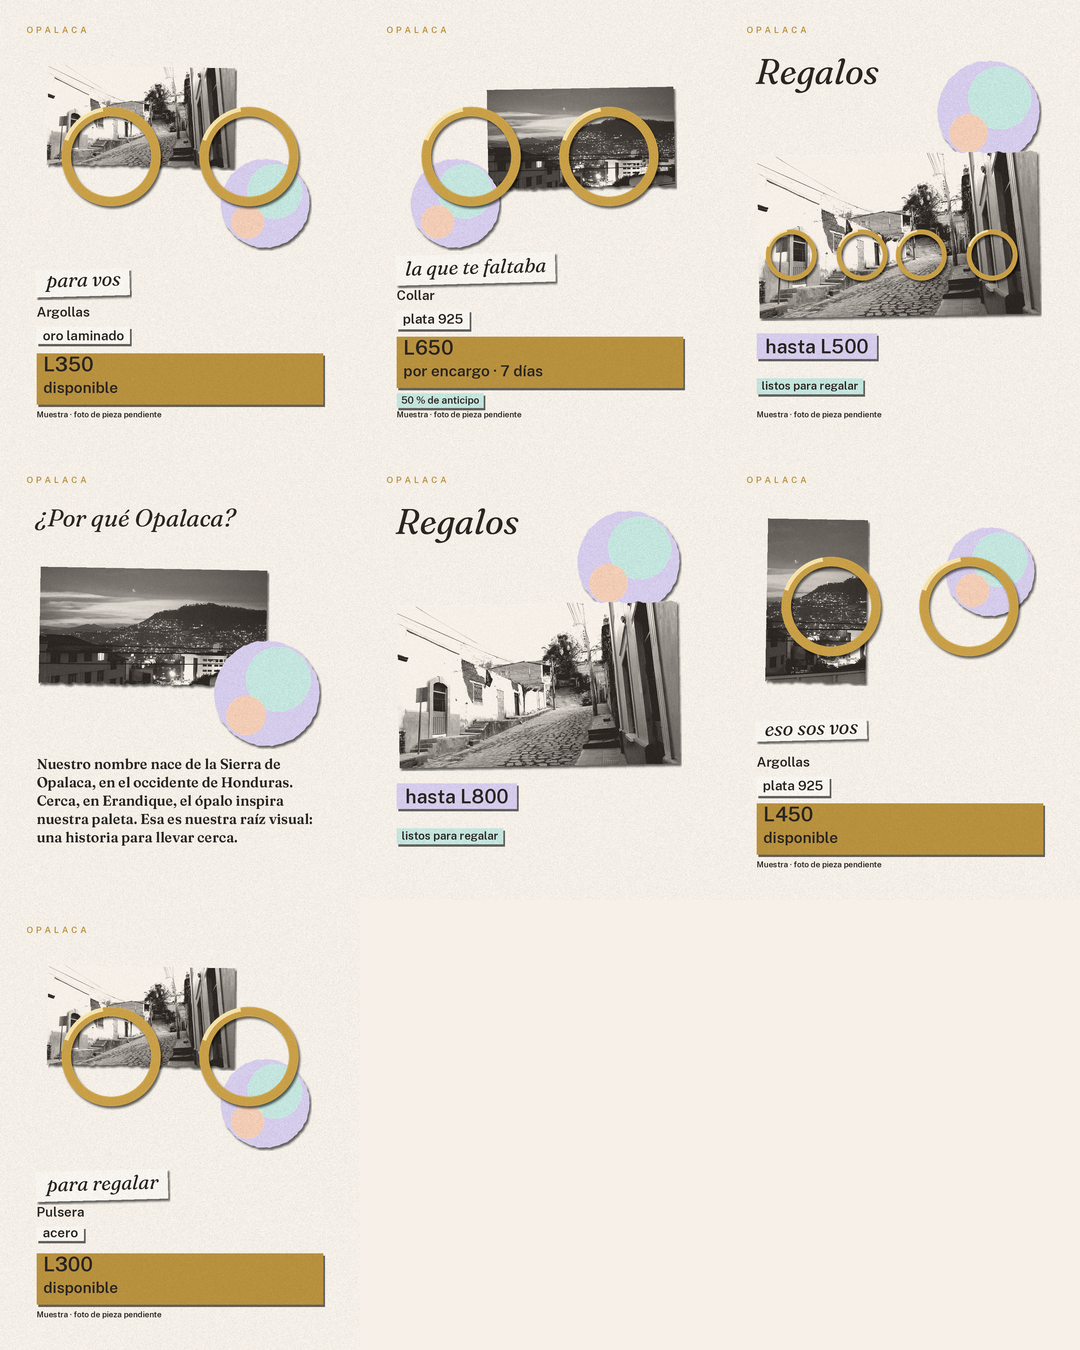 OPALACA
para vos
Argollas
oro laminado
L350
disponible
Muestra · foto de pieza pendiente
OPALACA
la que te faltaba
Collar
plata 925
L650
por encargo · 7 días
50 % de anticipo
Muestra · foto de pieza pendiente
OPALACA
Regalos
hasta L500
listos para regalar
Muestra · foto de pieza pendiente
OPALACA
¿Por qué Opalaca?
Nuestro nombre nace de la Sierra de
Opalaca, en el occidente de Honduras.
Cerca, en Erandique, el ópalo inspira
nuestra paleta. Esa es nuestra raíz visual:
una historia para llevar cerca.
OPALACA
Regalos
hasta L800
listos para regalar
OPALACA
eso sos vos
Argollas
plata 925
L450
disponible
Muestra · foto de pieza pendiente
OPALACA
para regalar
Pulsera
acero
L300
disponible
Muestra · foto de pieza pendiente